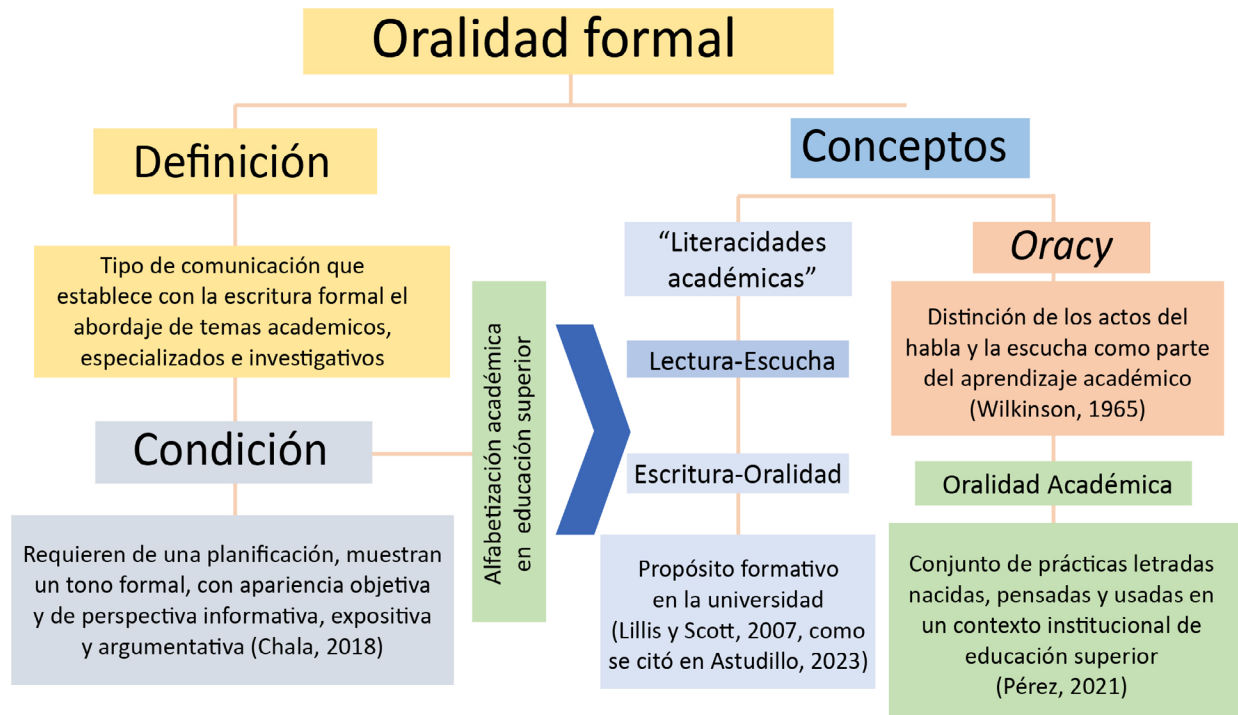 Oralidad formal
Definición
Tipo de comunicación que
establece con la escritura formal el
abordaje de temas academicos,
especializados e investigativos
Condición
Requieren de una planificación, muestran
un tono formal, con apariencia objetiva
y de perspectiva informativa, expositiva
y argumentativa (Chala, 2018)
Alfabetización académica
en educación superior
Conceptos
“Literacidades
académicas”
Lectura-Escucha
Escritura-Oralidad
Propósito formativo
en la universidad
(Lillis y Scott, 2007, como
se citó en Astudillo, 2023)
Oracy
Distinción de los actos del
habla y la escucha como parte
del aprendizaje académico
(Wilkinson, 1965)
Oralidad Académica
Conjunto de prácticas letradas
nacidas, pensadas y usadas en
un contexto institucional de
educación superior
(Pérez, 2021)